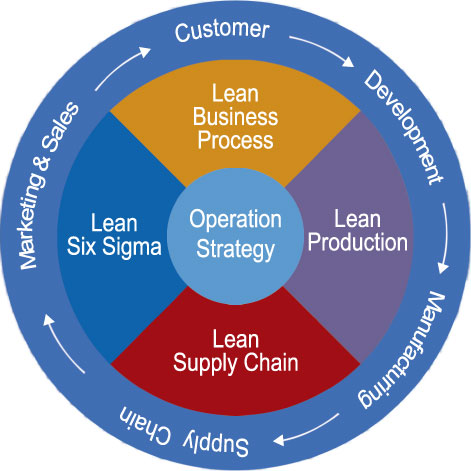 Customer
Development
Manufacturing
Supply Chain
Marketing & Sales
Lean
Business
Process
Lean
Production
Lean
Supply Chain
Lean
Six Sigma
Operation
Strategy